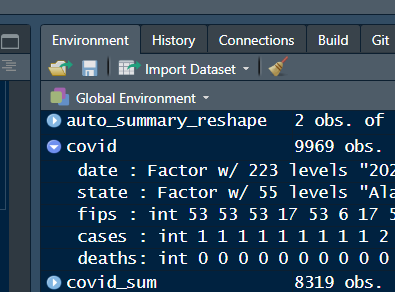 Environment History Connections Build Git
Import Dataset
Global Environment
auto_summary_reshape 2 obs. of
covid 9969 obs.
date : Factor w/ 223 levels "202
state : Factor w/ 55 levels "Ala
fips : int 53 53 53 17 53 6 17 5
cases : int 1 1 1 1 1 1 1 1 1 2
deaths: int 0 0 0 0 0 0 0 0 0 0
covid_sum 8319 obs.